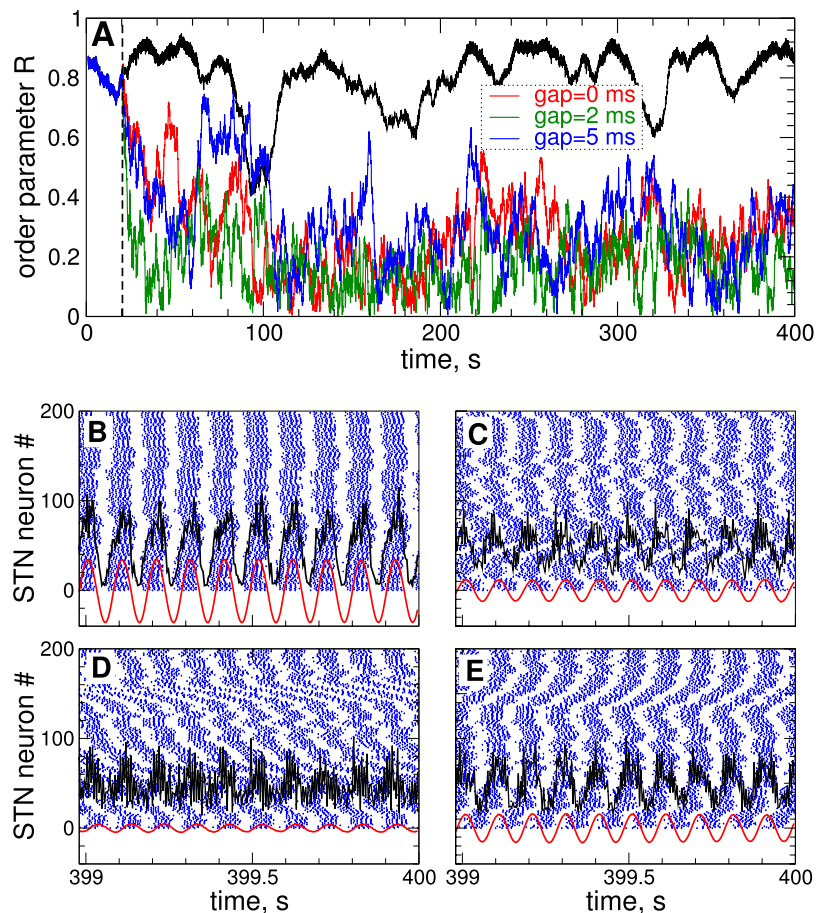 A
order parameter R
1
0.8
0.6
0.4
0.2
0
gap=0 ms
gap=2 ms
gap=5 ms
0 100 200 300 400
time, s
B
STN neuron #
200
100
0
C
D
STN neuron #
200
100
0
399 399.5 400
time, s
E
399 399.5 400
time, s